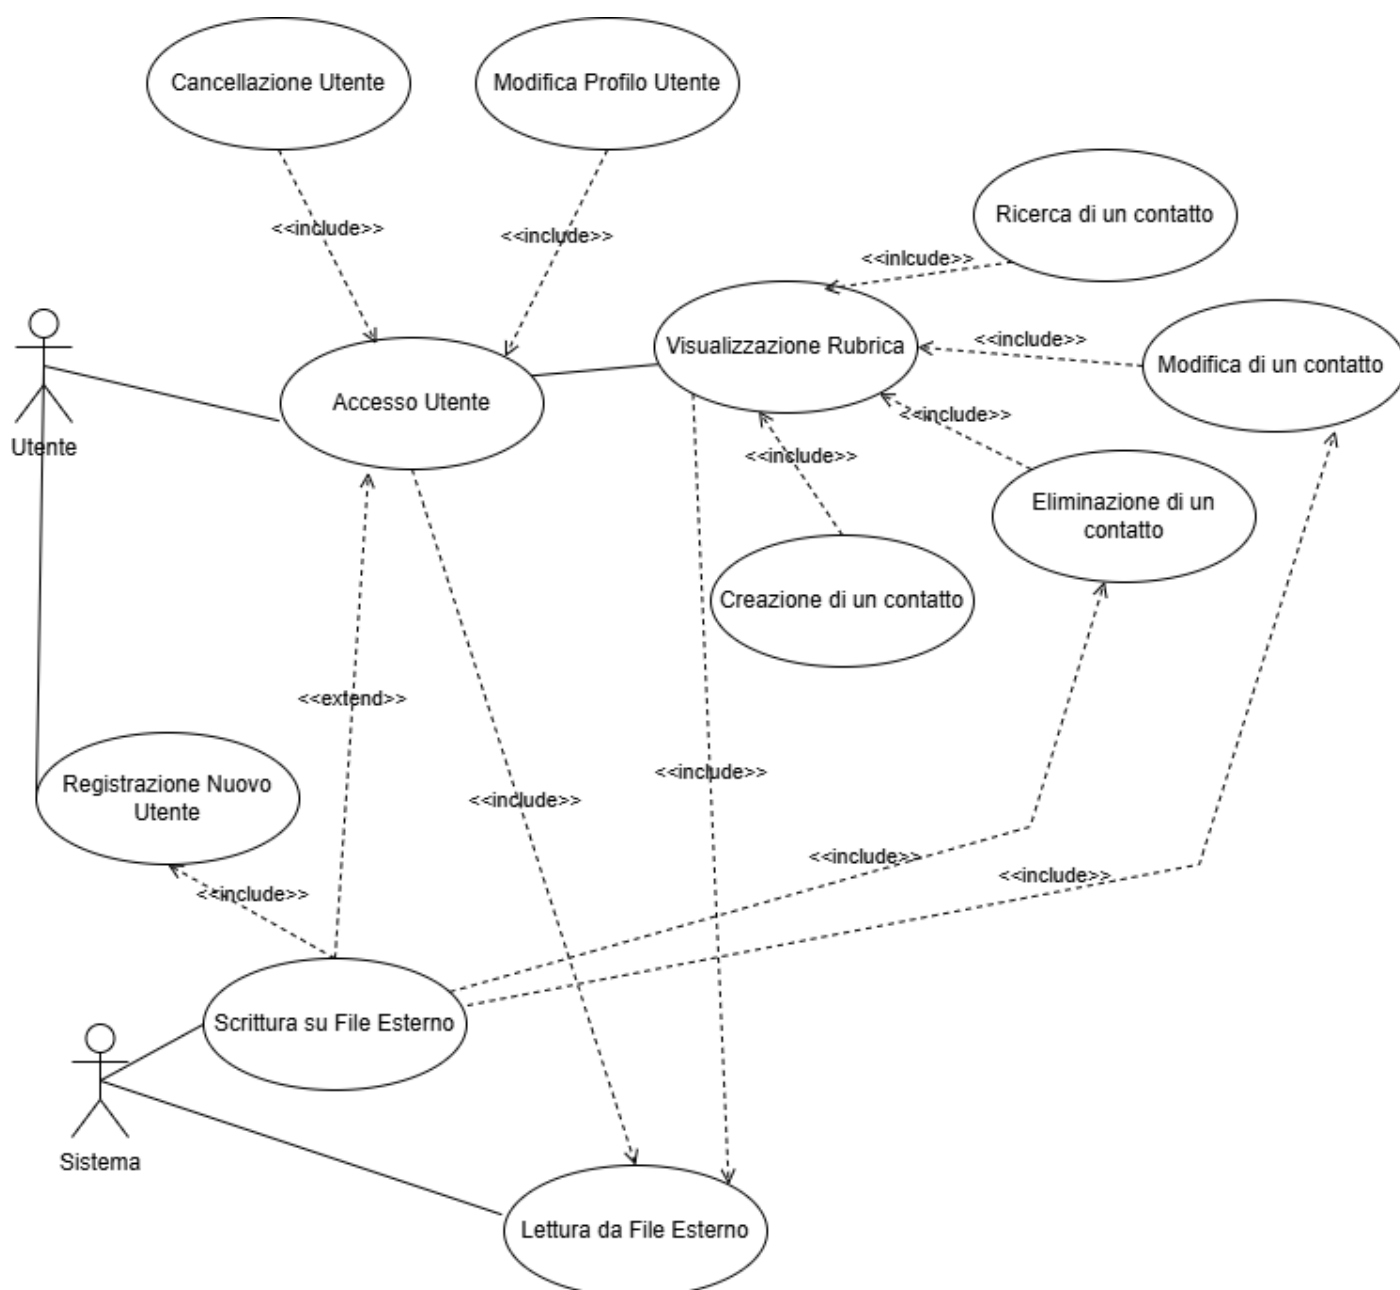 Cancellazione Utente
Modifica Profilo Utente
Ricerca di un contatto
<<include>>
<<include>>
<<inlcude>>
Visualizzazione Rubrica
<<include>>
Modifica di un contatto
Accesso Utente
Utente
<<include>>
<<include>>
Eliminazione di un
contatto
Creazione di un contatto
<<extend>>
Registrazione Nuovo
Utente
<<include>>
<<include>>
<<include>>
<<include>>
<<include>>
Scrittura su File Esterno
Sistema
Lettura da File Esterno